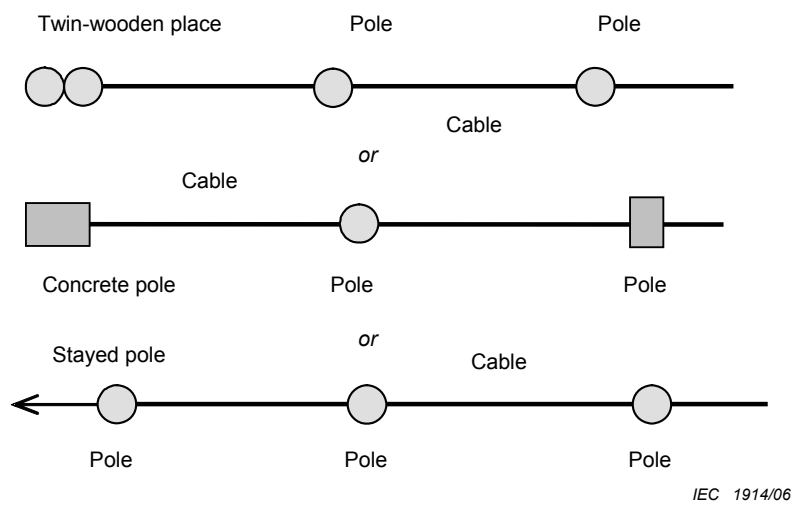 Twin-wooden place Pole Pole
Cable
or
Cable
Concrete pole Pole Pole
or
Stayed pole
Cable
Pole Pole Pole
IEC 1914/06